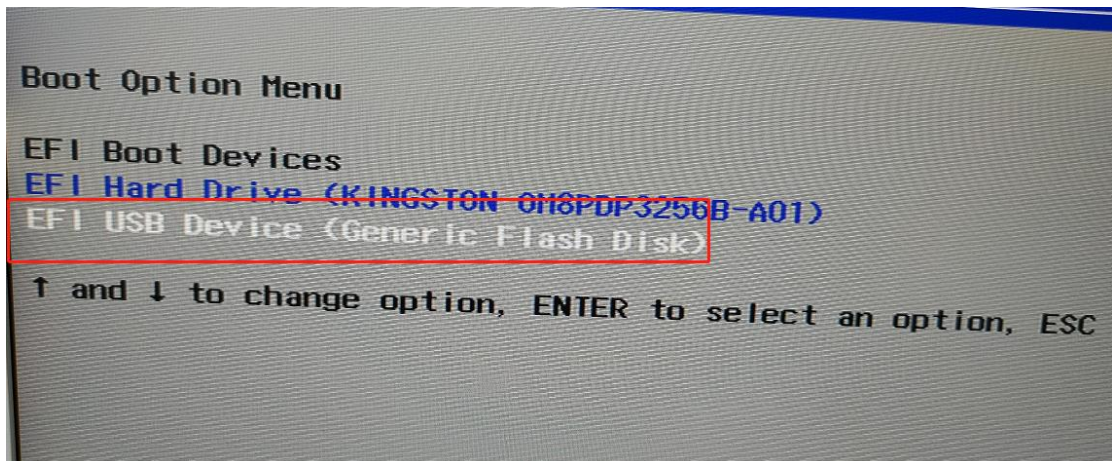 Boot Option Menu
EFI Boot Devices
EFI Hard Drive (KINGSTON OM8PDP3256B-A01)
EFI USB Device (Generic Flash Disk)
↑ and ↓ to change option, ENTER to select an option, ESC